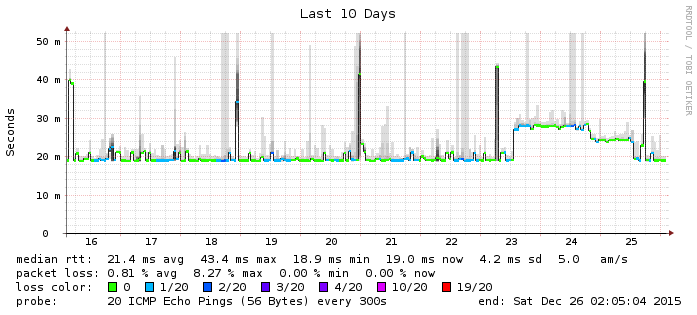 Last 10 Days
RRDTOOL / TOBI OETIKER
Seconds
50 m
40 m
30 m
20 m
10 m
0
16 17 18 19 20 21 22 23 24 25
median rtt: 21.4 ms avg 43.4 ms max 18.9 ms min 19.0 ms now 4.2 ms sd 5.0 am/s
packet loss: 0.81 % avg 8.27 % max 0.00 % min 0.00 % now
loss color: 0 1/20 2/20 3/20 4/20 10/20 19/20
probe: 20 ICMP Echo Pings (56 Bytes) every 300s end: Sat Dec 26 02:05:04 2015